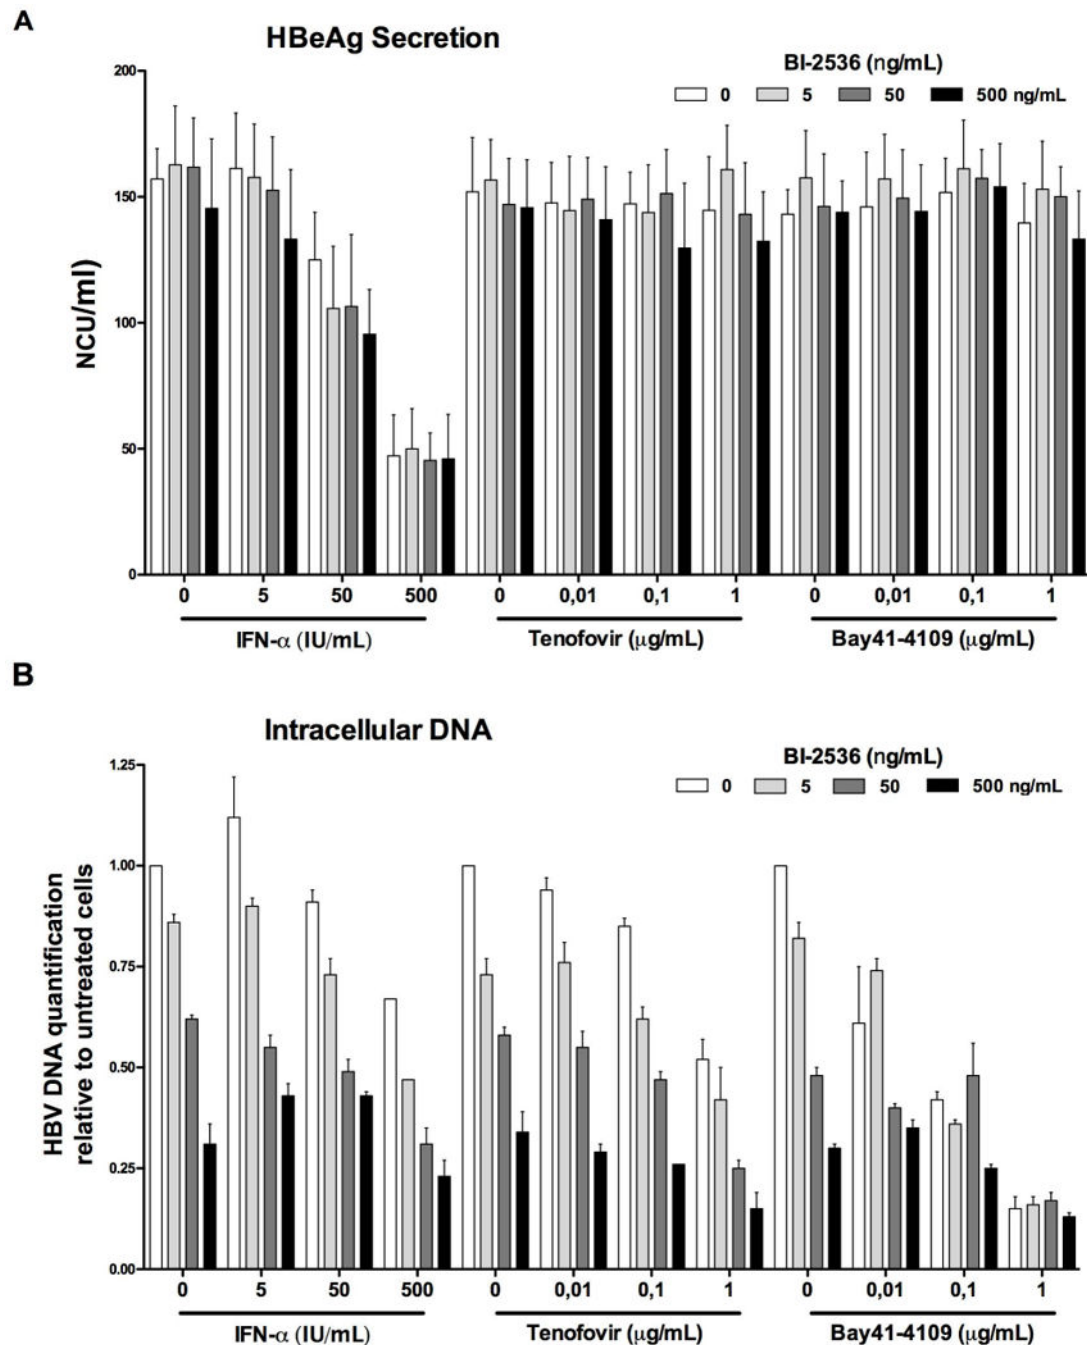 A
HBeAg Secretion
BI-2536 (ng/mL)
0 5 50 500 ng/mL
200
150
100
50
0
NCU/ml
0 5 50 500 0 0,01 0,1 1 0 0,01 0,1 1
IFN-α (IU/mL) Tenofovir (µg/mL) Bay41-4109 (µg/mL)
B
Intracellular DNA
BI-2536 (ng/mL)
0 5 50 500 ng/mL
1.25
1.00
0.75
0.50
0.25
0.00
HBV DNA quantification
relative to untreated cells
0 5 50 500 0 0,01 0,1 1 0 0,01 0,1 1
IFN-α (IU/mL) Tenofovir (µg/mL) Bay41-4109 (µg/mL)